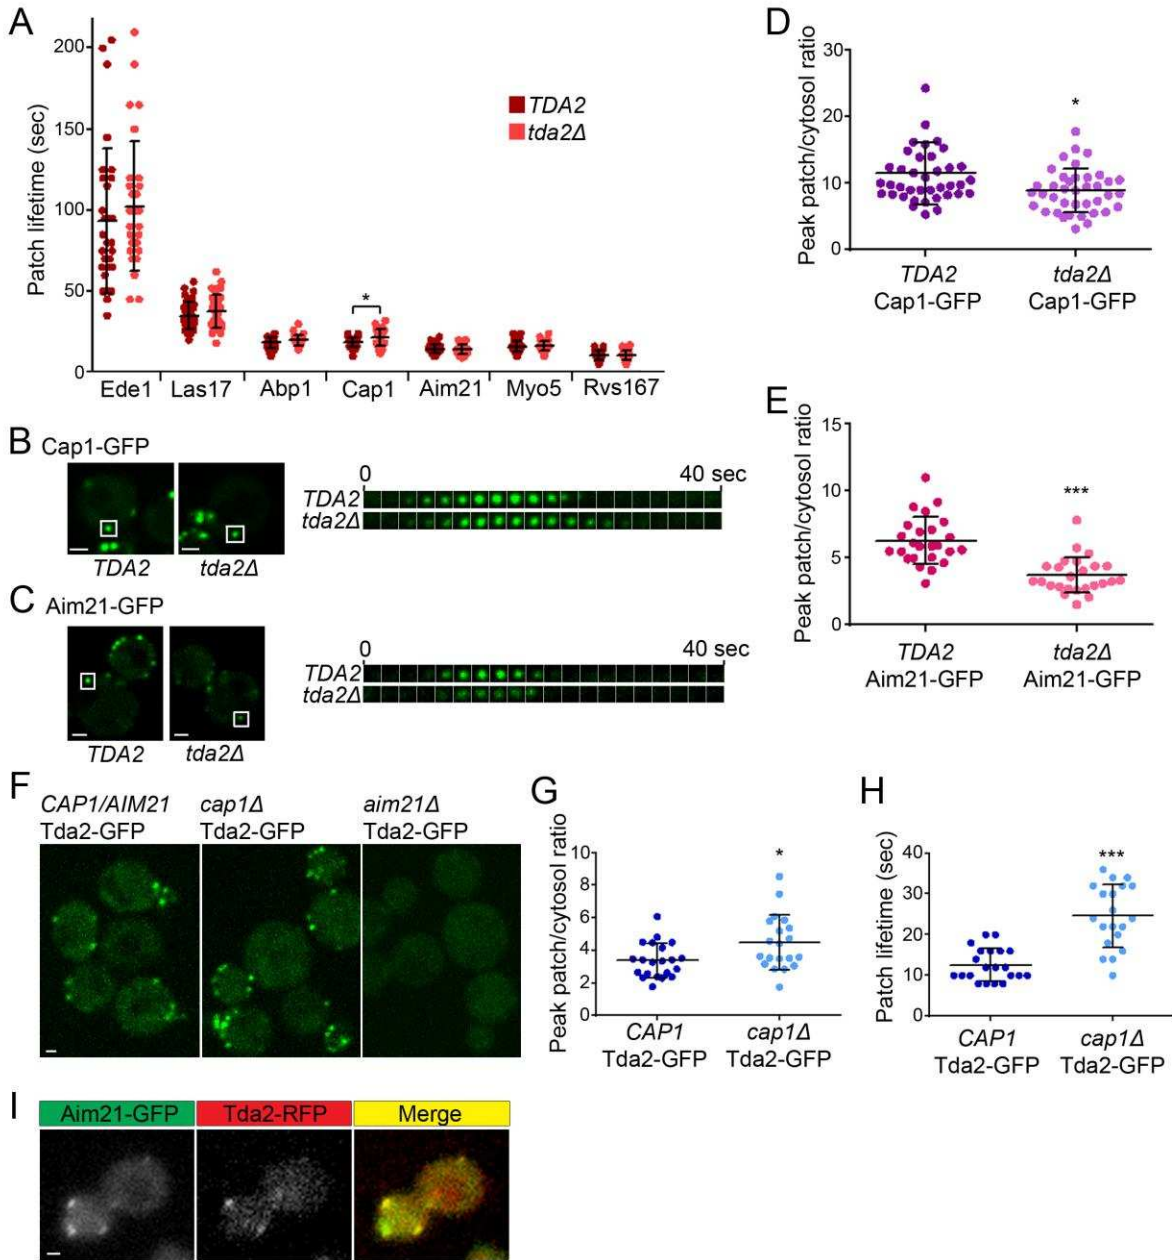 A
Patch lifetime (sec)
200
150
100
50
0
TDA2
tda2Δ
*
Ede1 Las17 Abp1 Cap1 Aim21 Myo5 Rvs167
B Cap1-GFP
TDA2 tda2Δ
0 40 sec
TDA2
tda2Δ
C Aim21-GFP
TDA2 tda2Δ
0 40 sec
TDA2
tda2Δ
D
Peak patch/cytosol ratio
30
20
10
0
*
TDA2 tda2Δ
Cap1-GFP Cap1-GFP
E
Peak patch/cytosol ratio
15
10
5
0
***
TDA2 tda2Δ
Aim21-GFP Aim21-GFP
F
CAP1/AIM21 cap1Δ aim21Δ
Tda2-GFP Tda2-GFP Tda2-GFP
G
Peak patch/cytosol ratio
10
8
6
4
2
0
*
CAP1 cap1Δ
Tda2-GFP Tda2-GFP
H
Patch lifetime (sec)
40
30
20
10
0
***
CAP1 cap1Δ
Tda2-GFP Tda2-GFP
I
Aim21-GFP Tda2-RFP Merge